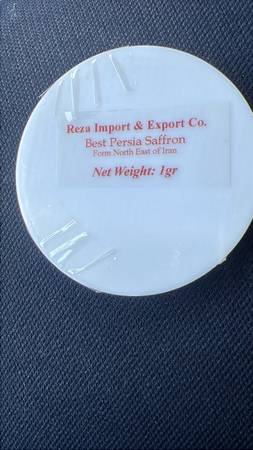 Reza Import & Export Co.
Best Persia Saffron
Form North East of Iran
Net Weight: 1gr